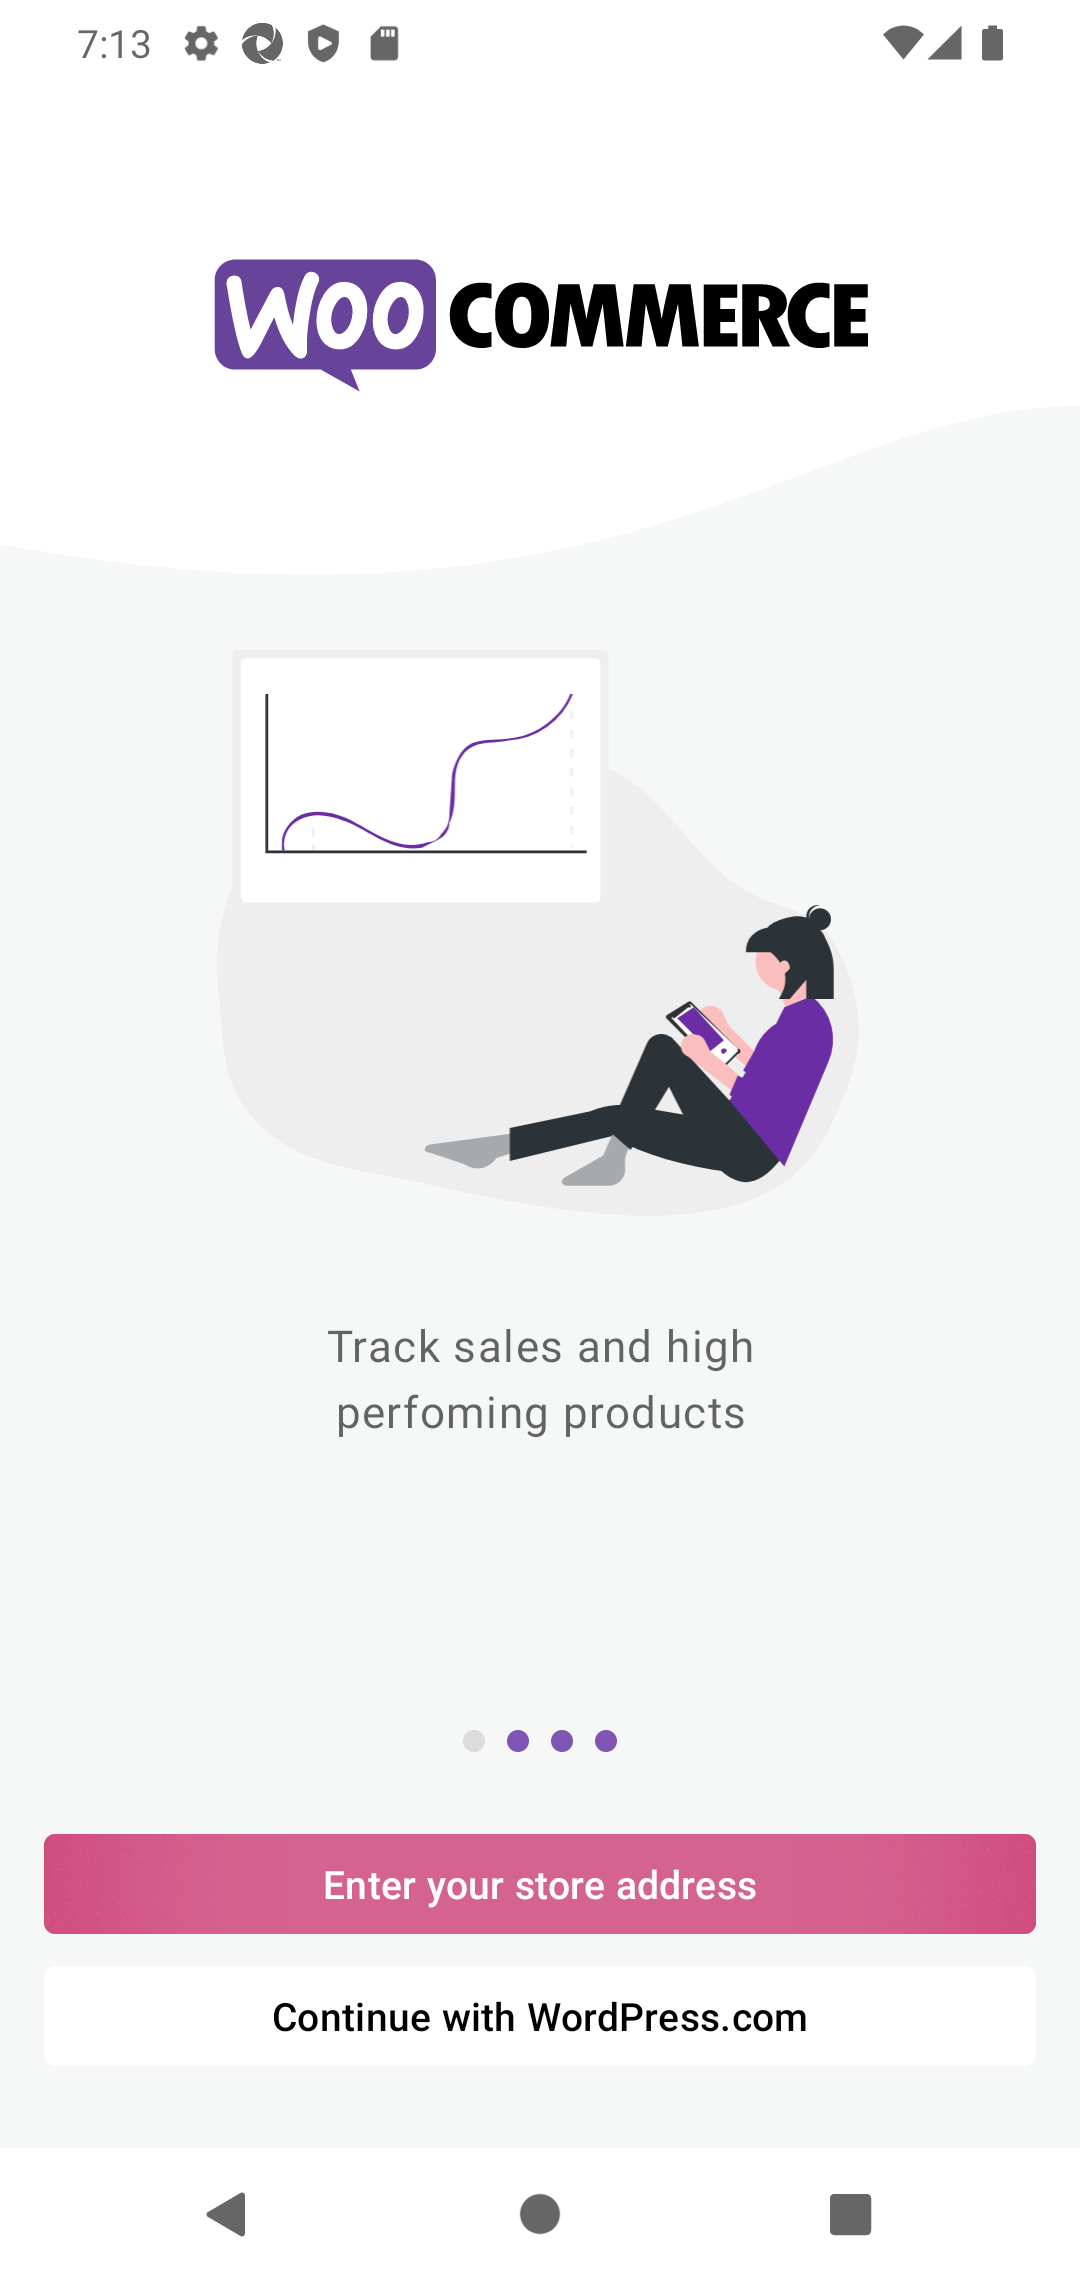 7:13
WOO COMMERCE
Track sales and high
perfoming products
Enter your store address
Continue with WordPress.com